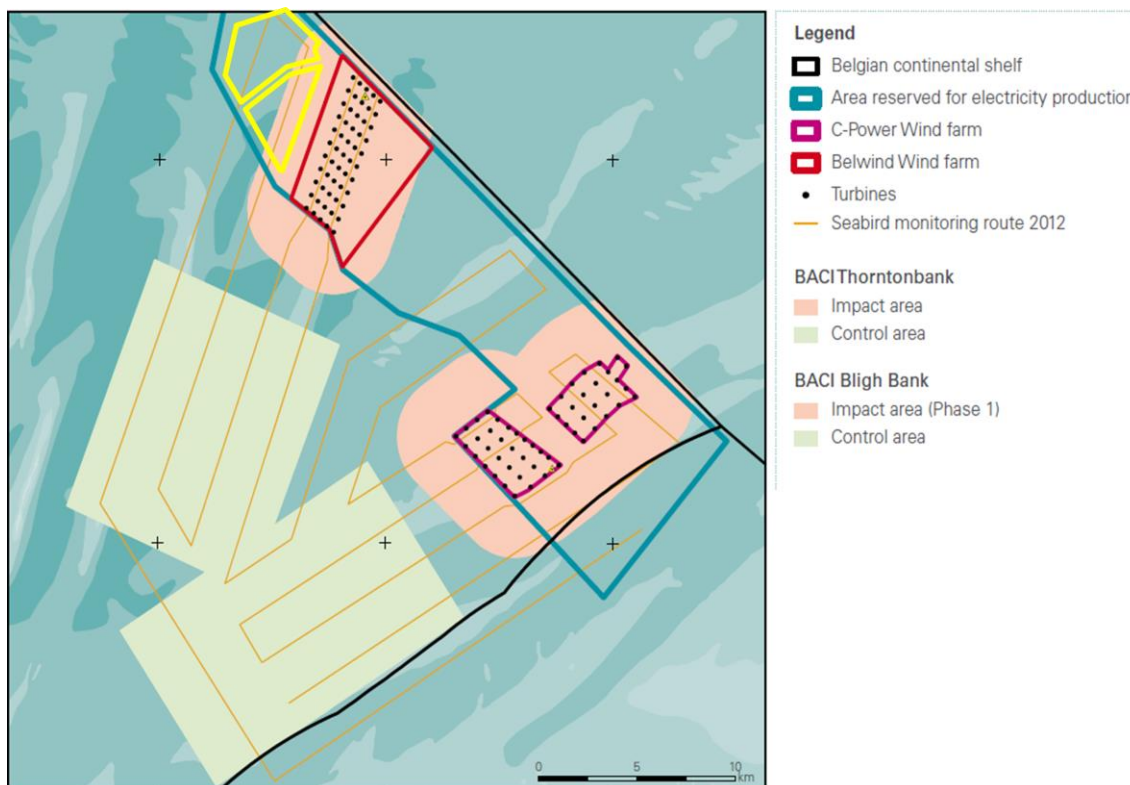 Legend
Belgian continental shelf
Area reserved for electricity production
C-Power Wind farm
Belwind Wind farm
Turbines
Seabird monitoring route 2012
BACI Thorntonbank
Impact area
Control area
BACI Bligh Bank
Impact area (Phase 1)
Control area
0 5 10
km